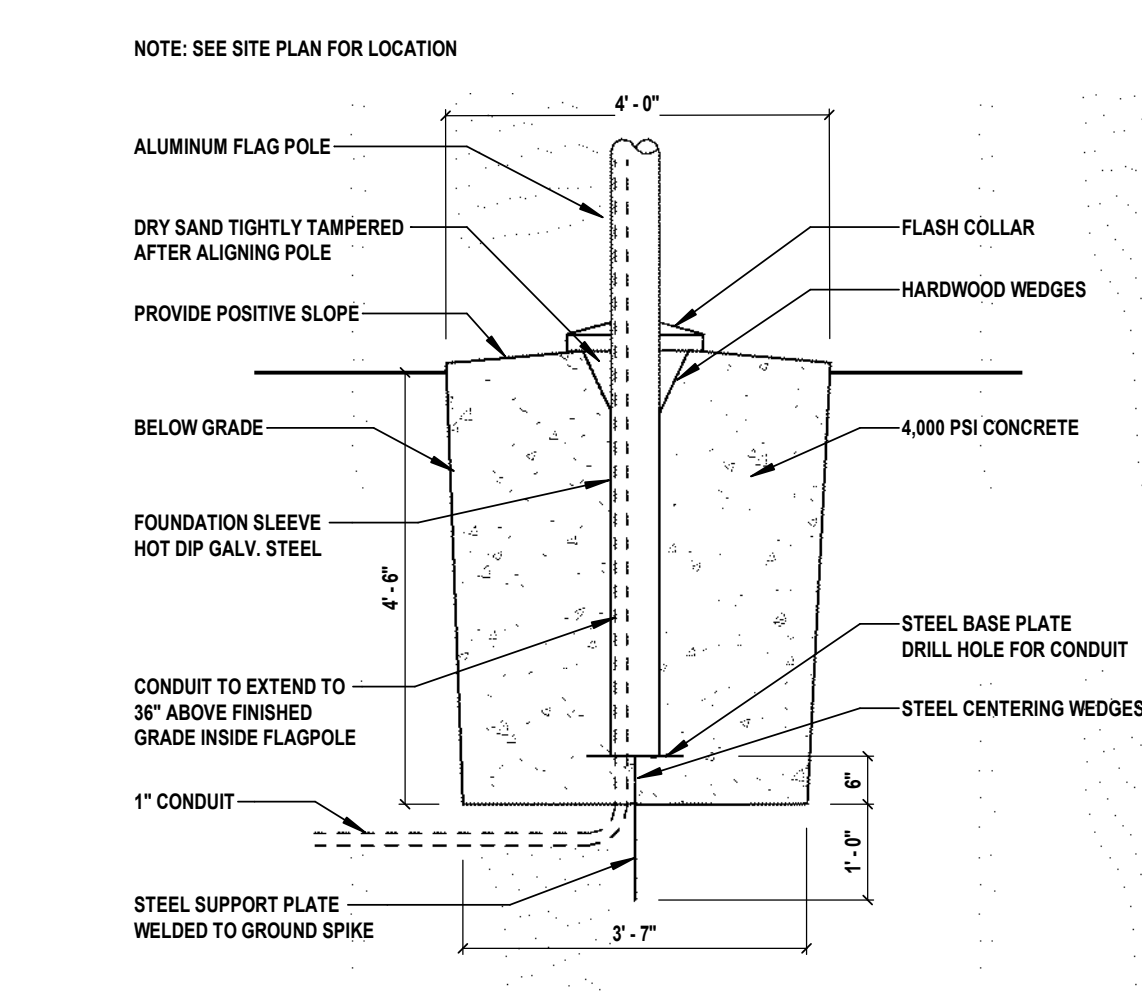 NOTE: SEE SITE PLAN FOR LOCATION
4' - 0"
ALUMINUM FLAG POLE
DRY SAND TIGHTLY TAMPERED
AFTER ALIGNING POLE
PROVIDE POSITIVE SLOPE
BELOW GRADE
FOUNDATION SLEEVE
HOT DIP GALV. STEEL
4' - 6"
CONDUIT TO EXTEND TO
36" ABOVE FINISHED
GRADE INSIDE FLAGPOLE
1" CONDUIT
STEEL SUPPORT PLATE
WELDED TO GROUND SPIKE
FLASH COLLAR
HARDWOOD WEDGES
4,000 PSI CONCRETE
STEEL BASE PLATE
DRILL HOLE FOR CONDUIT
STEEL CENTERING WEDGES
6"
1' - 0"
3' - 7"